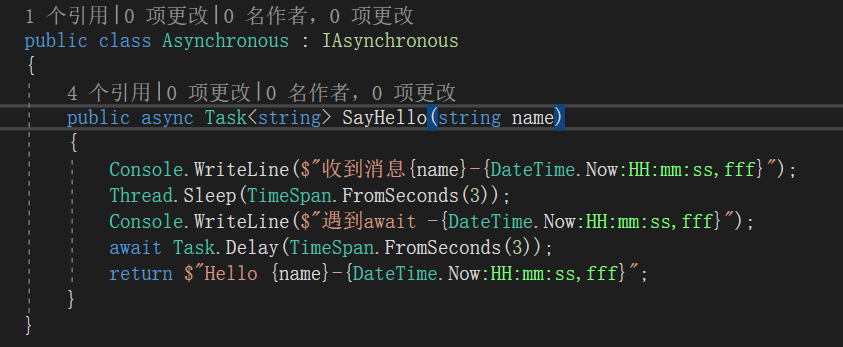 1 个引用|0 项更改|0 名作者，0 项更改
public class Asynchronous : IAsynchronous
{
4 个引用|0 项更改|0 名作者，0 项更改
public async Task<string> SayHello(string name)
{
Console.WriteLine($"收到消息{name}-{DateTime.Now:HH:mm:ss,fff}");
Thread.Sleep(TimeSpan.FromSeconds(3));
Console.WriteLine($"遇到await -{DateTime.Now:HH:mm:ss,fff}");
await Task.Delay(TimeSpan.FromSeconds(3));
return $"Hello {name}-{DateTime.Now:HH:mm:ss,fff}";
}
}